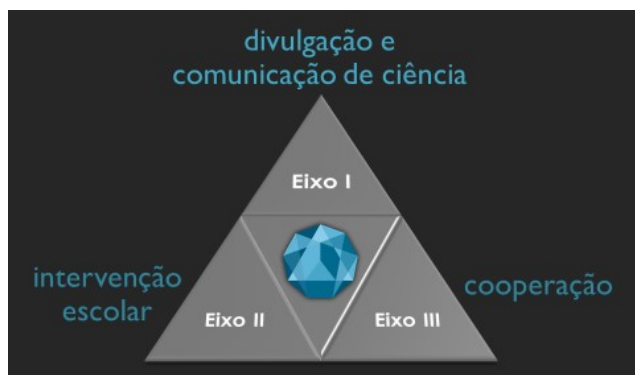 divulgação e
comunicação de ciência
Eixo I
intervenção
escolar
Eixo II
Eixo III
cooperação